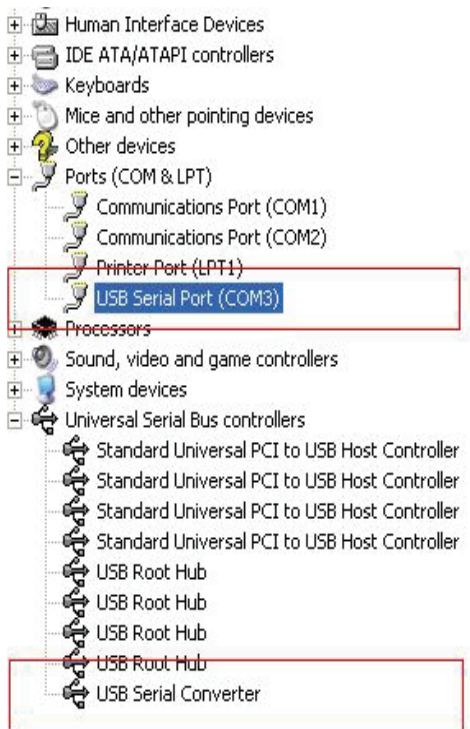 Human Interface Devices
IDE ATA/ATAPI controllers
Keyboards
Mice and other pointing devices
Other devices
Ports (COM & LPT)
Communications Port (COM1)
Communications Port (COM2)
Printer Port (LPT1)
USB Serial Port (COM3)
Processors
Sound, video and game controllers
System devices
Universal Serial Bus controllers
Standard Universal PCI to USB Host Controller
Standard Universal PCI to USB Host Controller
Standard Universal PCI to USB Host Controller
Standard Universal PCI to USB Host Controller
USB Root Hub
USB Root Hub
USB Root Hub
USB Root Hub
USB Serial Converter